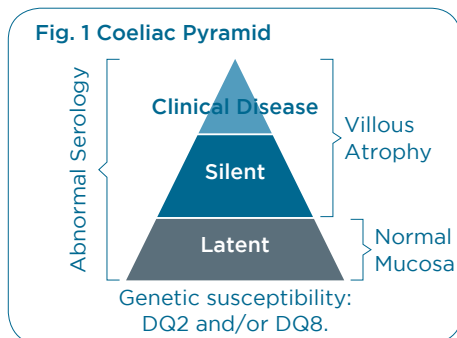 Fig. 1 Coeliac Pyramid
Abnormal Serology
Clinical Disease
Silent
Latent
Villous
Atrophy
Normal
Mucosa
Genetic susceptibility:
DQ2 and/or DQ8.